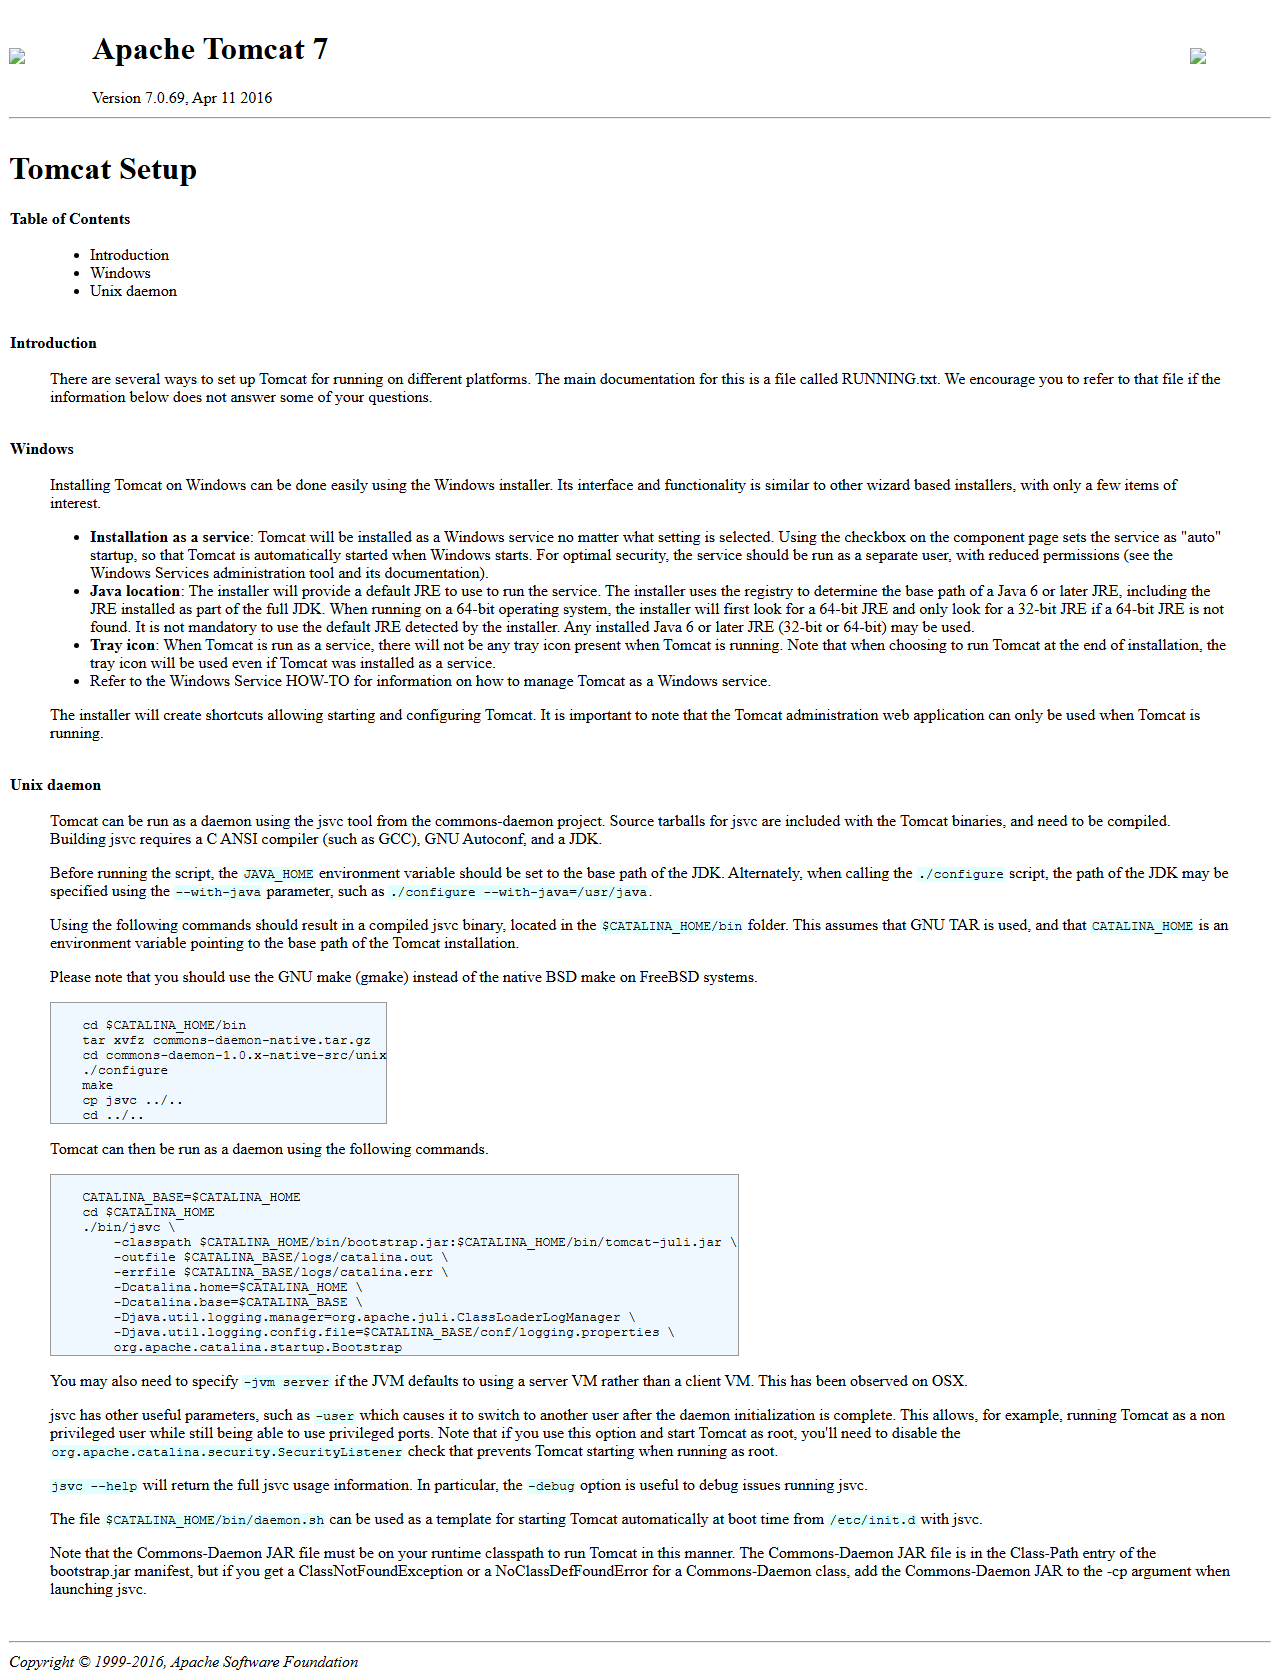 Apache Tomcat 7
Version 7.0.69, Apr 11 2016
Tomcat Setup
Table of Contents
• Introduction
• Windows
• Unix daemon
Introduction
There are several ways to set up Tomcat for running on different platforms. The main documentation for this is a file called RUNNING.txt. We encourage you to refer to that file if the
information below does not answer some of your questions.
Windows
Installing Tomcat on Windows can be done easily using the Windows installer. Its interface and functionality is similar to other wizard based installers, with only a few items of
interest.
• Installation as a service: Tomcat will be installed as a Windows service no matter what setting is selected. Using the checkbox on the component page sets the service as "auto"
startup, so that Tomcat is automatically started when Windows starts. For optimal security, the service should be run as a separate user, with reduced permissions (see the
Windows Services administration tool and its documentation).
• Java location: The installer will provide a default JRE to use to run the service. The installer uses the registry to determine the base path of a Java 6 or later JRE, including the
JRE installed as part of the full JDK. When running on a 64-bit operating system, the installer will first look for a 64-bit JRE and only look for a 32-bit JRE if a 64-bit JRE is not
found. It is not mandatory to use the default JRE detected by the installer. Any installed Java 6 or later JRE (32-bit or 64-bit) may be used.
• Tray icon: When Tomcat is run as a service, there will not be any tray icon present when Tomcat is running. Note that when choosing to run Tomcat at the end of installation, the
tray icon will be used even if Tomcat was installed as a service.
• Refer to the Windows Service HOW-TO for information on how to manage Tomcat as a Windows service.
The installer will create shortcuts allowing starting and configuring Tomcat. It is important to note that the Tomcat administration web application can only be used when Tomcat is
running.
Unix daemon
Tomcat can be run as a daemon using the jsvc tool from the commons-daemon project. Source tarballs for jsvc are included with the Tomcat binaries, and need to be compiled.
Building jsvc requires a C ANSI compiler (such as GCC), GNU Autoconf, and a JDK.
Before running the script, the JAVA_HOME environment variable should be set to the base path of the JDK. Alternately, when calling the ./configure script, the path of the JDK may be
specified using the --with-java parameter, such as ./configure --with-java=/usr/java.
Using the following commands should result in a compiled jsvc binary, located in the $CATALINA_HOME/bin folder. This assumes that GNU TAR is used, and that CATALINA_HOME is an
environment variable pointing to the base path of the Tomcat installation.
Please note that you should use the GNU make (gmake) instead of the native BSD make on FreeBSD systems.
cd $CATALINA_HOME/bin
tar xvfz commons-daemon-native.tar.gz
cd commons-daemon-1.0.x-native-src/unix
./configure
make
cp jsvc ../..
cd ../..
Tomcat can then be run as a daemon using the following commands.
CATALINA_BASE=$CATALINA_HOME
cd $CATALINA_HOME
./bin/jsvc \
-classpath $CATALINA_HOME/bin/bootstrap.jar:$CATALINA_HOME/bin/tomcat-juli.jar \
-outfile $CATALINA_BASE/logs/catalina.out \
-errfile $CATALINA_BASE/logs/catalina.err \
-Dcatalina.home=$CATALINA_HOME \
-Dcatalina.base=$CATALINA_BASE \
-Djava.util.logging.manager=org.apache.juli.ClassLoaderLogManager \
-Djava.util.logging.config.file=$CATALINA_BASE/conf/logging.properties \
org.apache.catalina.startup.Bootstrap
You may also need to specify -jvm server if the JVM defaults to using a server VM rather than a client VM. This has been observed on OSX.
jsvc has other useful parameters, such as -user which causes it to switch to another user after the daemon initialization is complete. This allows, for example, running Tomcat as a non
privileged user while still being able to use privileged ports. Note that if you use this option and start Tomcat as root, you'll need to disable the
org.apache.catalina.security.SecurityListener check that prevents Tomcat starting when running as root.
jsvc --help will return the full jsvc usage information. In particular, the -debug option is useful to debug issues running jsvc.
The file $CATALINA_HOME/bin/daemon.sh can be used as a template for starting Tomcat automatically at boot time from /etc/init.d with jsvc.
Note that the Commons-Daemon JAR file must be on your runtime classpath to run Tomcat in this manner. The Commons-Daemon JAR file is in the Class-Path entry of the
bootstrap.jar manifest, but if you get a ClassNotFoundException or a NoClassDefFoundError for a Commons-Daemon class, add the Commons-Daemon JAR to the -cp argument when
launching jsvc.
Copyright © 1999-2016, Apache Software Foundation